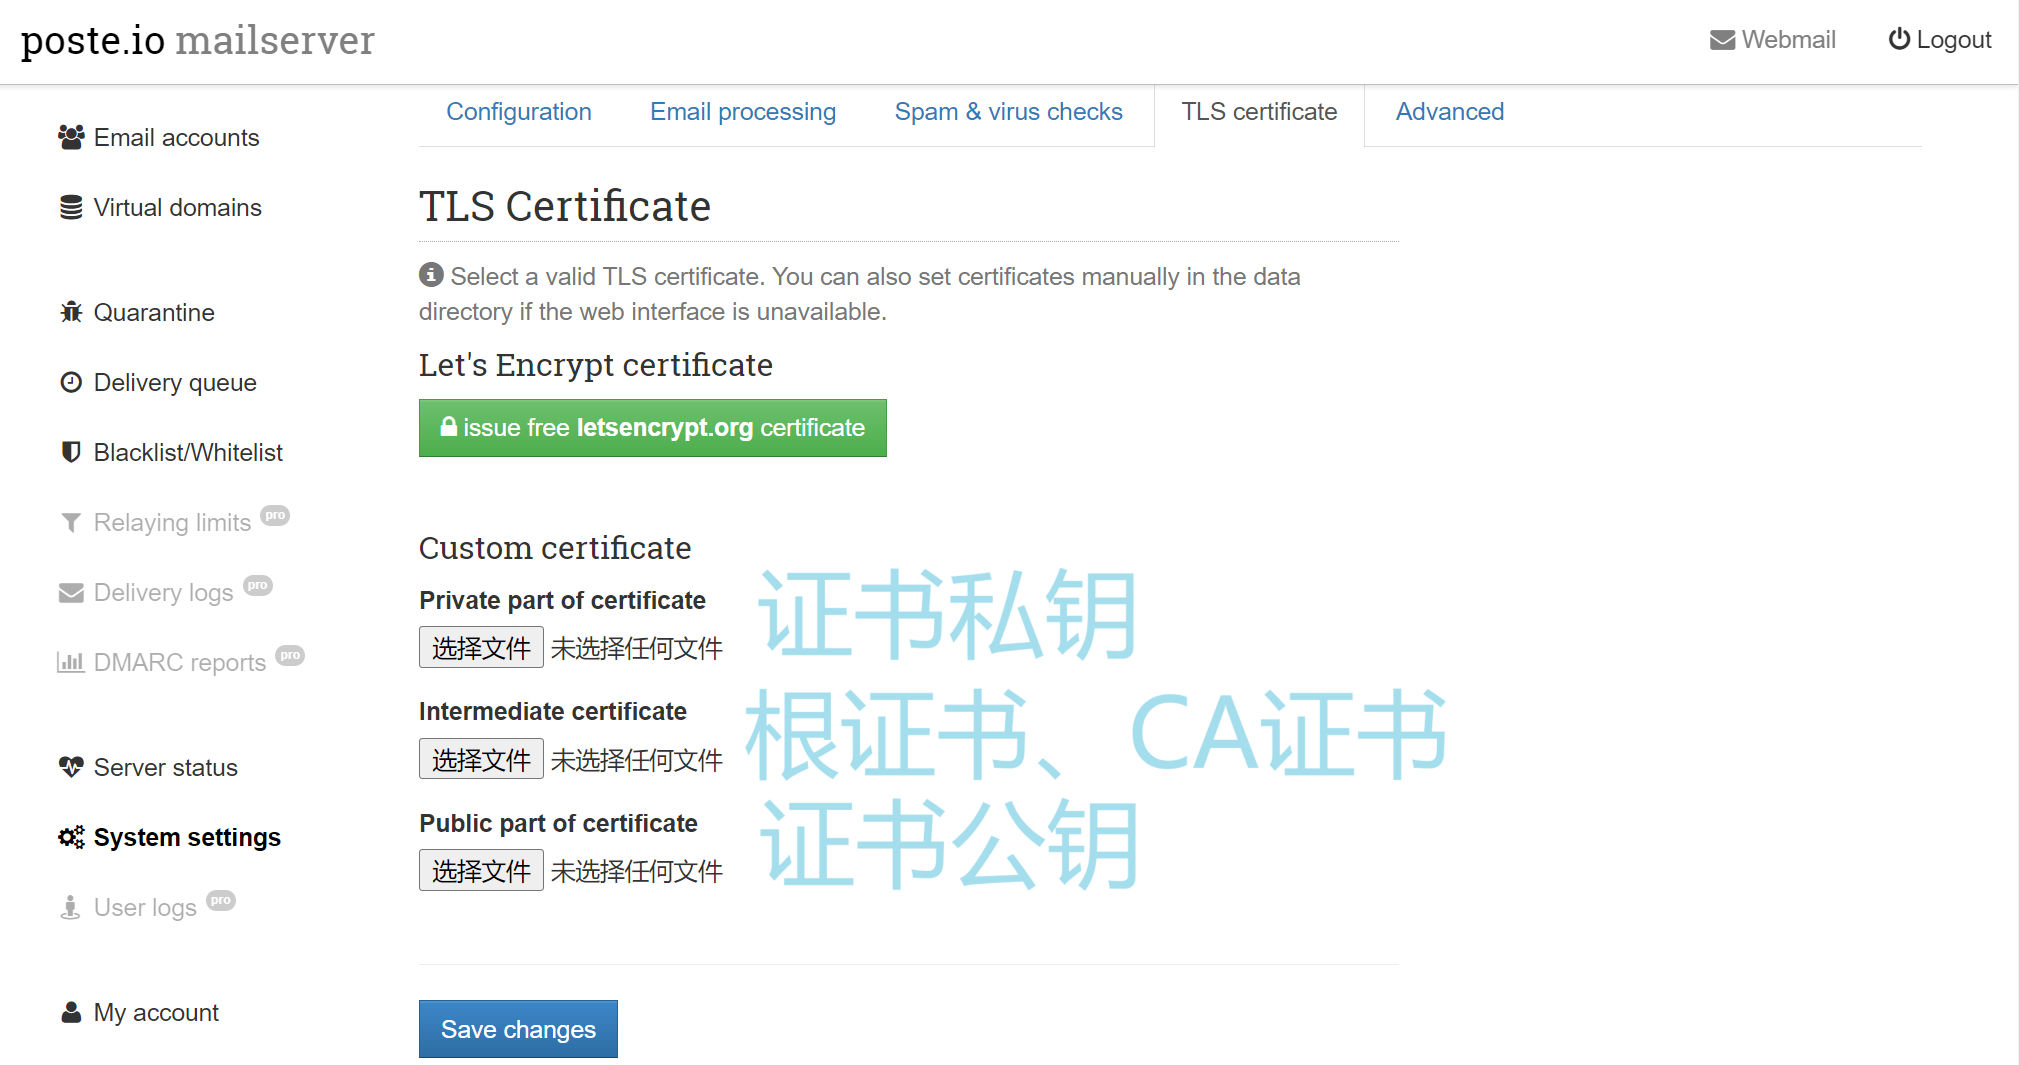 poste.io mailserver
Webmail
Logout
Configuration
Email processing
Spam & virus checks
TLS certificate
Advanced
Email accounts
Virtual domains
Quarantine
Delivery queue
Blacklist/Whitelist
Relaying limits pro
Delivery logs pro
DMARC reports pro
Server status
System settings
User logs pro
My account
TLS Certificate
Select a valid TLS certificate. You can also set certificates manually in the data
directory if the web interface is unavailable.
Let's Encrypt certificate
issue free letsencrypt.org certificate
Custom certificate
Private part of certificate
选择文件 未选择任何文件
证书私钥
Intermediate certificate
选择文件 未选择任何文件
根证书、CA证书
Public part of certificate
选择文件 未选择任何文件
证书公钥
Save changes